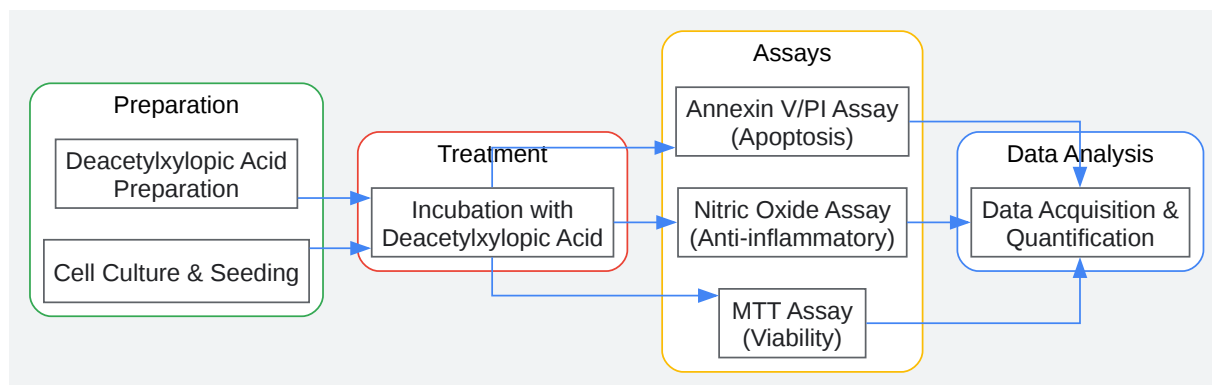 Preparation
Deacetylxylopic Acid
Preparation
Cell Culture & Seeding
Treatment
Incubation with
Deacetylxylopic Acid
Assays
Annexin V/PI Assay
(Apoptosis)
Nitric Oxide Assay
(Anti-inflammatory)
MTT Assay
(Viability)
Data Analysis
Data Acquisition &
Quantification